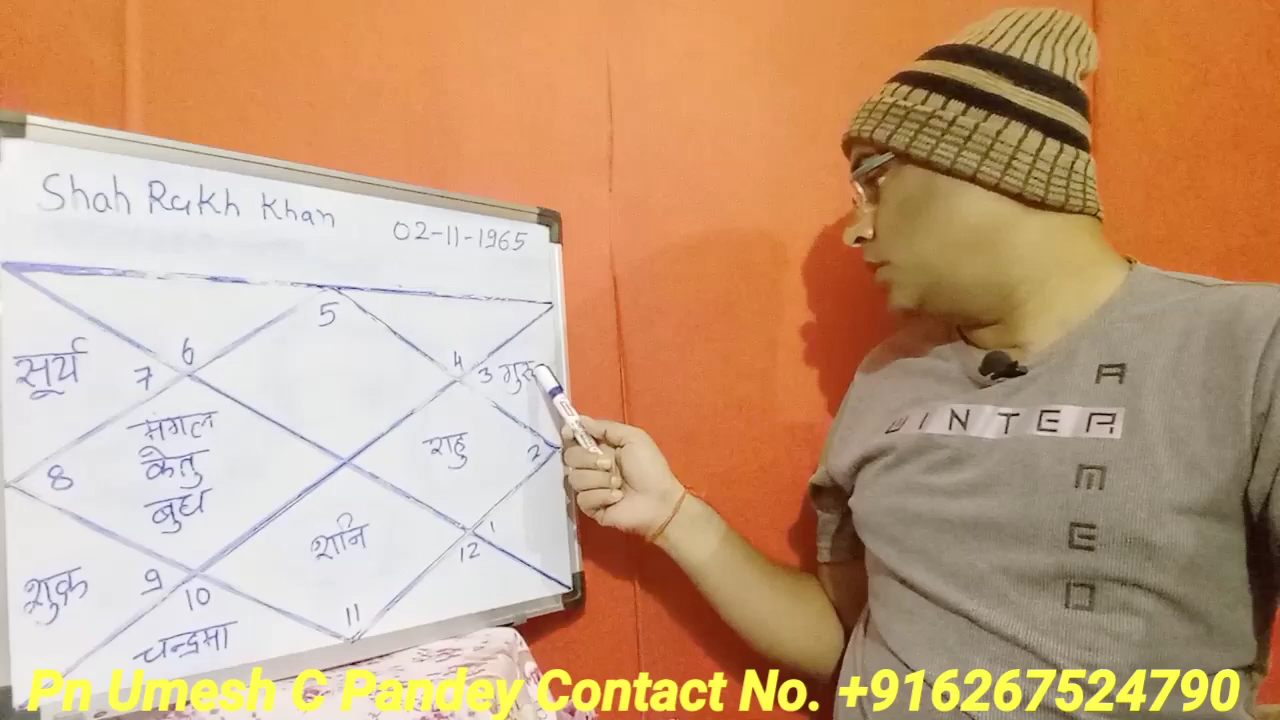 Shah Rukh Khan
02-11-1965
5
6
4
सूर्य
7
3 गुरु
मंगल
केतु
बुध
8
राहु
2
शनि
1
12
शुक्र
9
10
11
चन्द्रमा
A
WINTER
M
E
D
Pn Umesh C Pandey Contact No. +916267524790